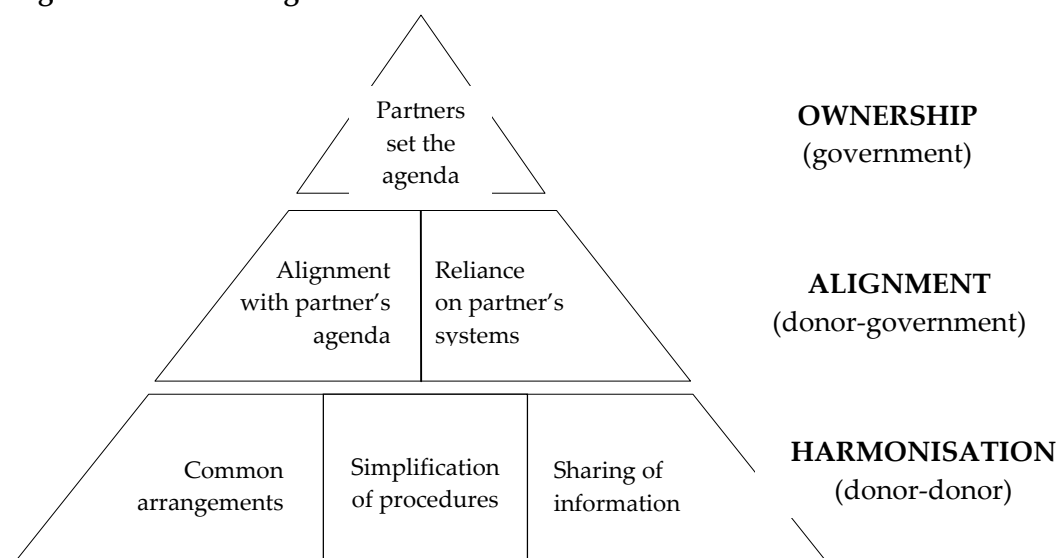 Partners
set the
agenda
OWNERSHIP
(government)
Alignment
with partner’s
agenda
Reliance
on partner’s
systems
ALIGNMENT
(donor-government)
Common
arrangements
Simplification
of procedures
Sharing of
information
HARMONISATION
(donor-donor)